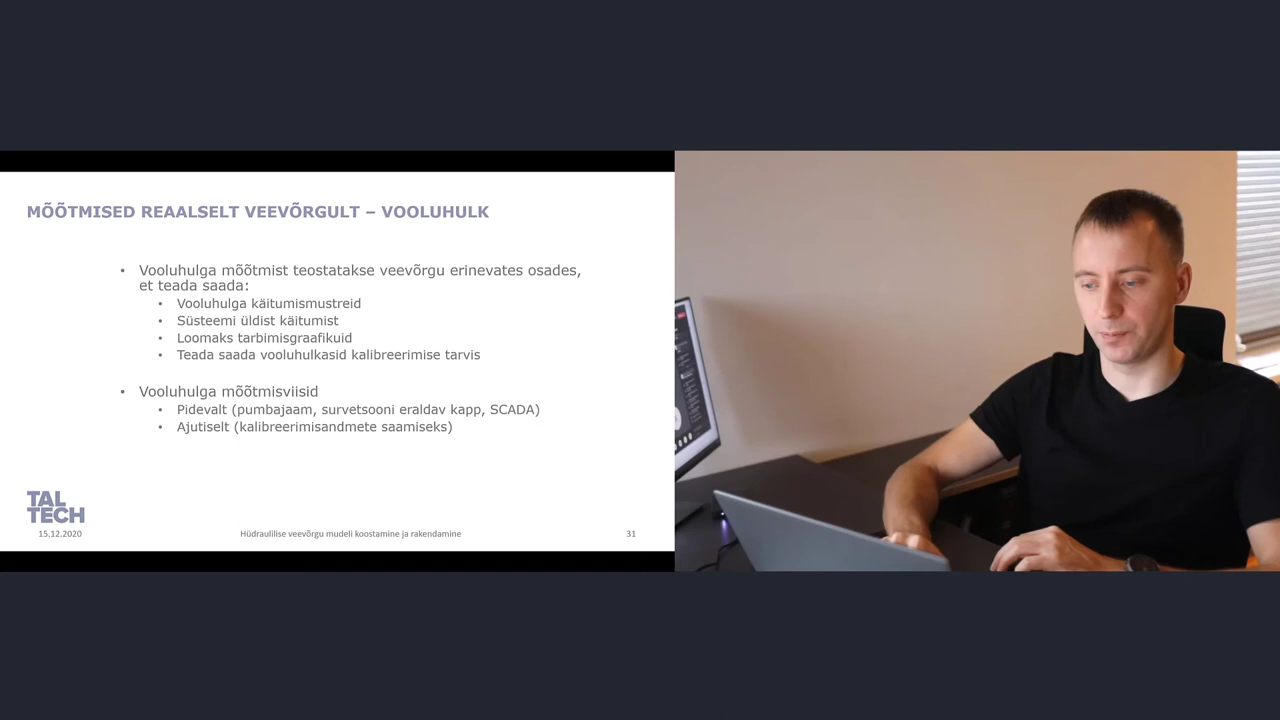 MÕÕTMISED REAALSELT VEEVÕRGULT – VOOLUHULK
• Vooluhulga mõõtmist teostatakse veevõrgu erinevates osades,
et teada saada:
• Vooluhulga käitumismustreid
• Süsteemi üldist käitumist
• Loomaks tarbimisgraafikuid
• Teada saada vooluhulkasid kalibreerimise tarvis
• Vooluhulga mõõtmisviisid
• Pidevalt (pumbajaam, survetsooni eraldav kapp, SCADA)
• Ajutiselt (kalibreerimisandmete saamiseks)
TAL
TECH
15.12.2020
Hüdraulilise veevõrgu mudeli koostamine ja rakendamine
31